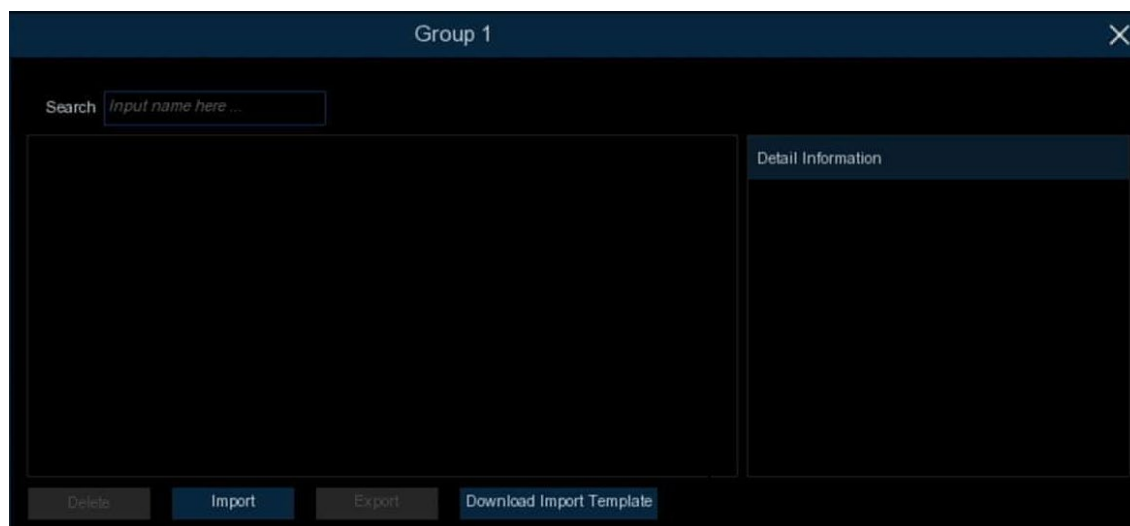 Group 1
Search Input name here ...
Detail Information
Delete Import Export Download Import Template